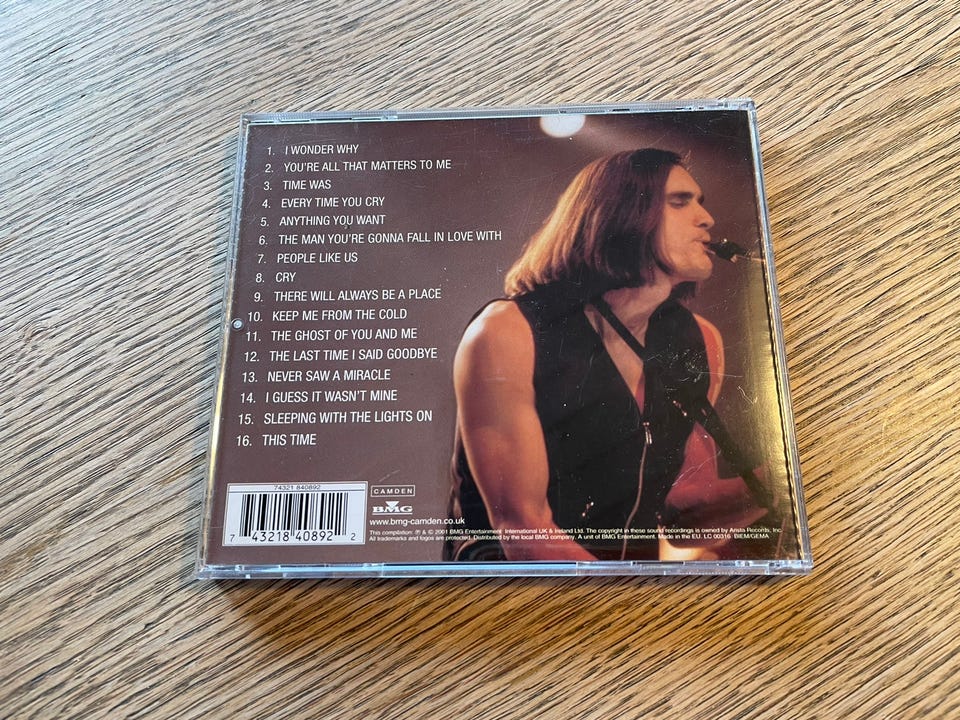 1. I WONDER WHY
2. YOU'RE ALL THAT MATTERS TO ME
3. TIME WAS
4. EVERY TIME YOU CRY
5. ANYTHING YOU WANT
6. THE MAN YOU'RE GONNA FALL IN LOVE WITH
7. PEOPLE LIKE US
8. CRY
9. THERE WILL ALWAYS BE A PLACE
10. KEEP ME FROM THE COLD
11. THE GHOST OF YOU AND ME
12. THE LAST TIME I SAID GOODBYE
13. NEVER SAW A MIRACLE
14. I GUESS IT WASN'T MINE
15. SLEEPING WITH THE LIGHTS ON
16. THIS TIME
74321 840892
7 43218 40892 2
CAMDEN
BMG
www.bmg-camden.co.uk
This compilation: ℗ & © 2001 BMG Entertainment International UK & Ireland Ltd. The copyright in these sound recordings is owned by Arista Records, Inc.
All trademarks and logos are protected. Distributed by the local BMG company. A unit of BMG Entertainment. Made in the EU. LC 00316 BIEM/GEMA